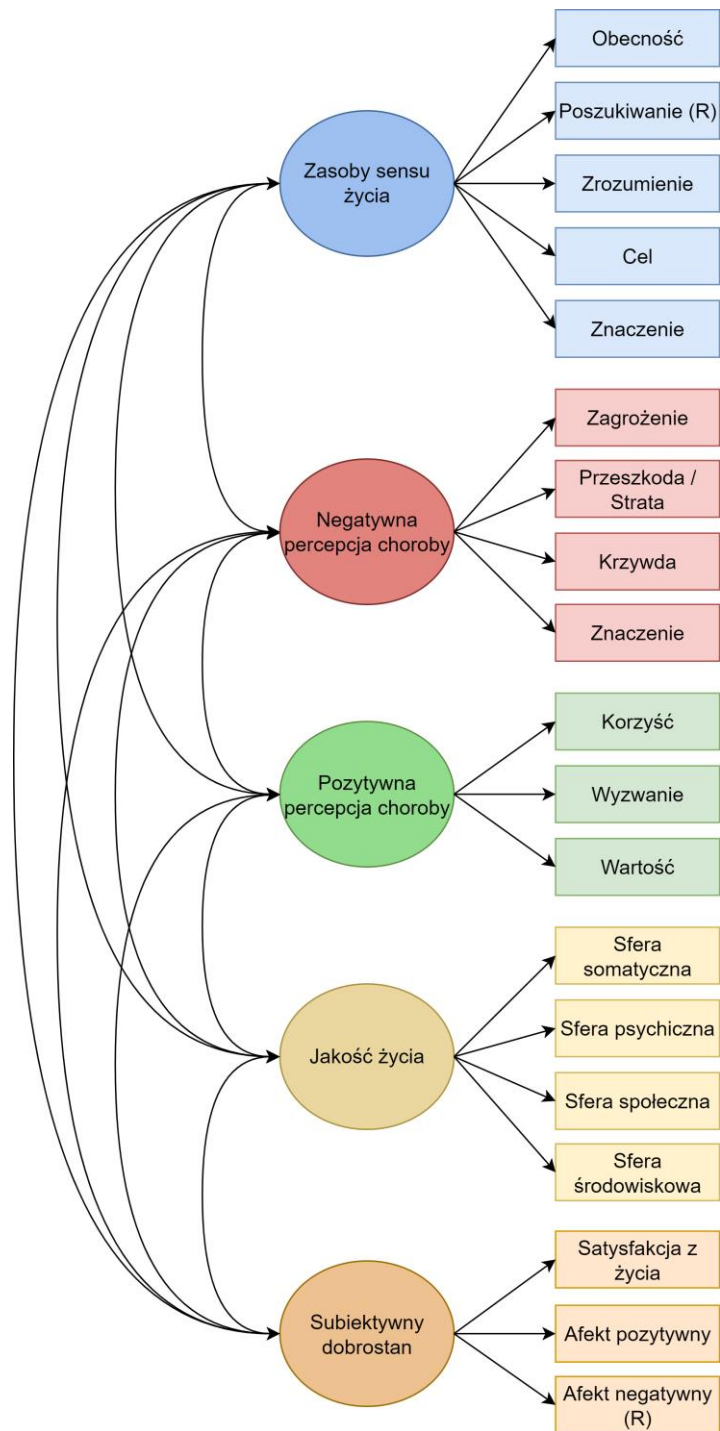 Obecność
Poszukiwanie (R)
Zasoby sensu
życia
Zrozumienie
Cel
Znaczenie
Zagrożenie
Przeszkoda /
Strata
Negatywna
percepcja choroby
Krzywda
Znaczenie
Korzyść
Pozytywna
percepcja choroby
Wyzwanie
Wartość
Sfera
somatyczna
Sfera psychiczna
Jakość życia
Sfera społeczna
Sfera
środowiskowa
Satysfakcja z
życia
Subiektywny
dobrostan
Afekt pozytywny
Afekt negatywny
(R)